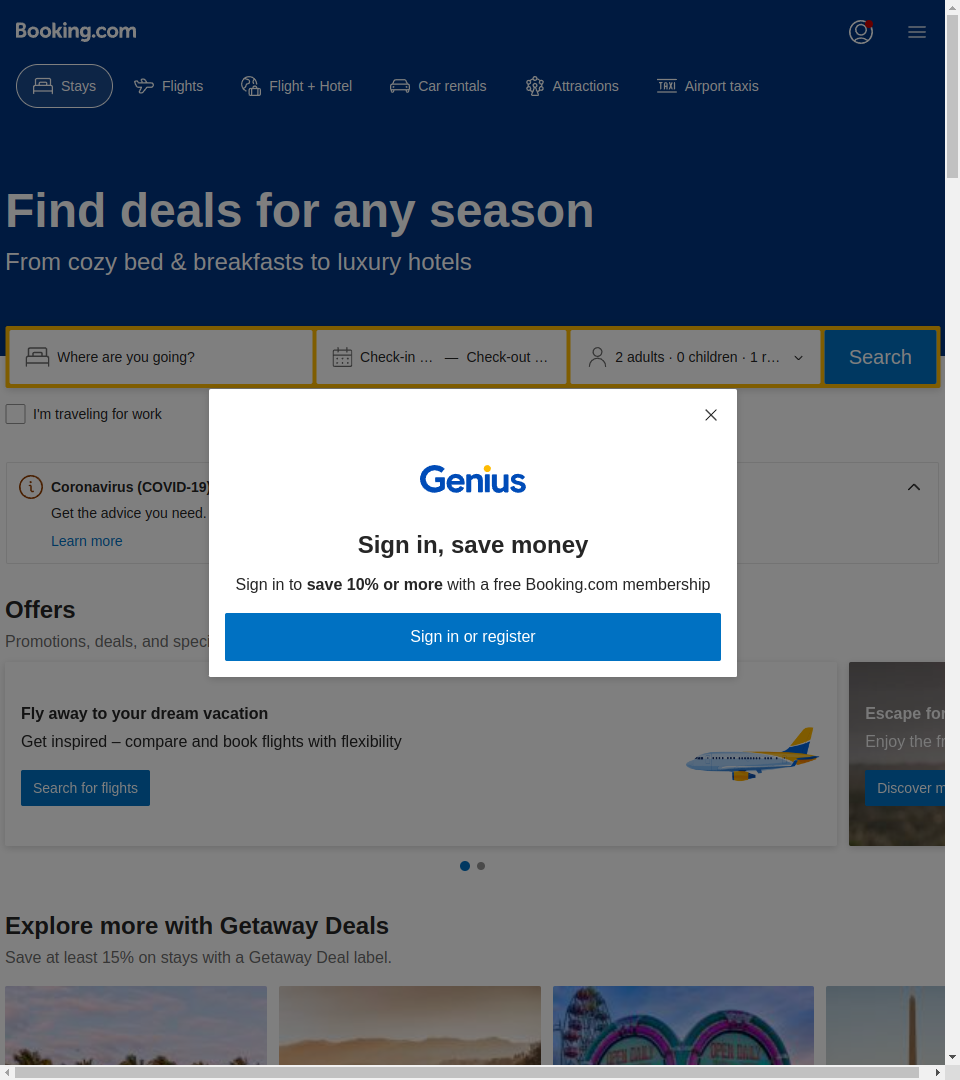 Booking.com
Stays
Flights
Flight + Hotel
Car rentals
Attractions
TAXI
Airport taxis
Find deals for any season
From cozy bed & breakfasts to luxury hotels
Where are you going?
Check-in ... — Check-out ...
2 adults · 0 children · 1 r...
Search
I'm traveling for work
Coronavirus (COVID-19)
Get the advice you need.
Learn more
Genius
Sign in, save money
Sign in to save 10% or more with a free Booking.com membership
Sign in or register
Offers
Promotions, deals, and speci
Fly away to your dream vacation
Get inspired – compare and book flights with flexibility
Search for flights
Escape for
Enjoy the fr
Discover m
Explore more with Getaway Deals
Save at least 15% on stays with a Getaway Deal label.
OPEN DAILY
OPEN DAILY